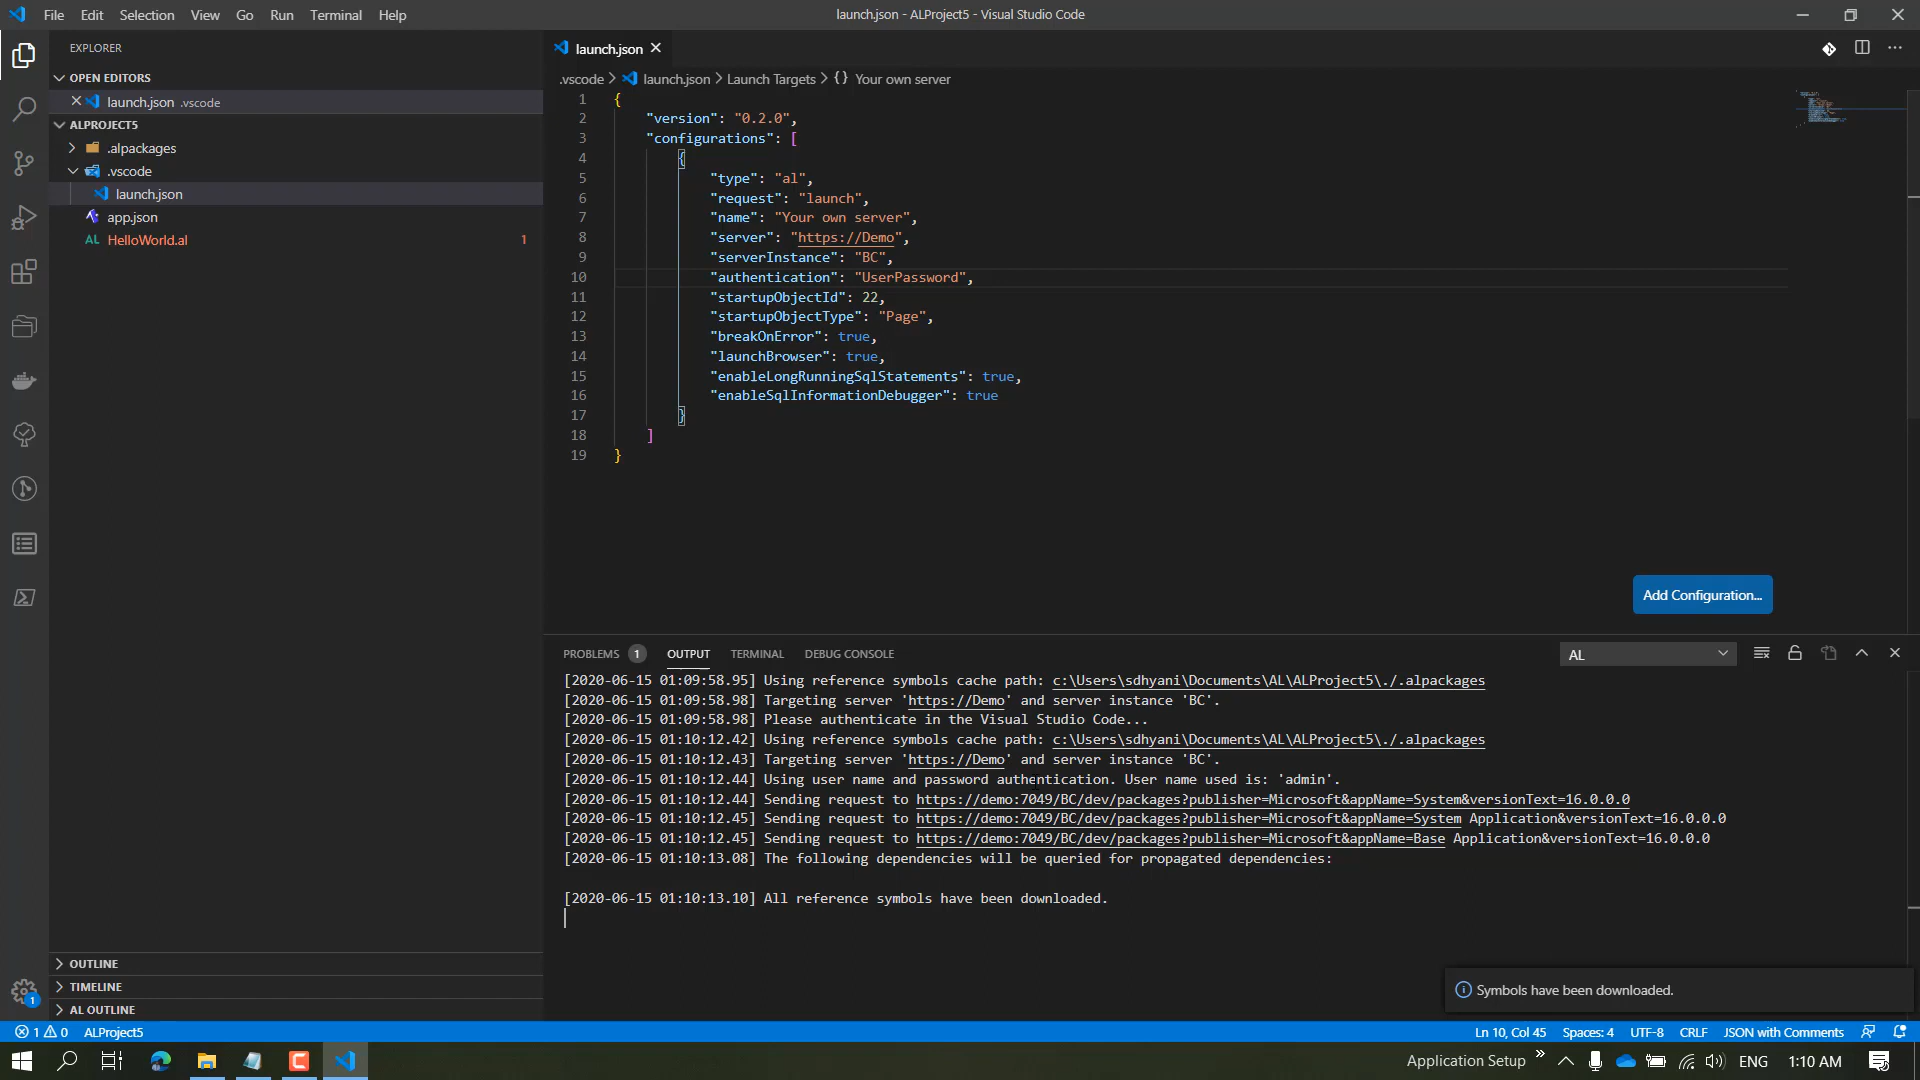 File Edit Selection View Go Run Terminal Help
launch.json - ALProject5 - Visual Studio Code
EXPLORER
OPEN EDITORS
launch.json .vscode
ALPROJECT5
.alpackages
.vscode
launch.json
app.json
AL HelloWorld.al 1
OUTLINE
TIMELINE
AL OUTLINE
1
launch.json
.vscode > launch.json > Launch Targets > {} Your own server
1 {
2 "version": "0.2.0",
3 "configurations": [
4 {
5 "type": "al",
6 "request": "launch",
7 "name": "Your own server",
8 "server": "https://Demo",
9 "serverInstance": "BC",
10 "authentication": "UserPassword",
11 "startupObjectId": 22,
12 "startupObjectType": "Page",
13 "breakOnError": true,
14 "launchBrowser": true,
15 "enableLongRunningSqlStatements": true,
16 "enableSqlInformationDebugger": true
17 }
18 ]
19 }
Add Configuration...
PROBLEMS 1 OUTPUT TERMINAL DEBUG CONSOLE
AL
[2020-06-15 01:09:58.95] Using reference symbols cache path: c:\Users\sdhyani\Documents\AL\ALProject5\./.alpackages
[2020-06-15 01:09:58.98] Targeting server 'https://Demo' and server instance 'BC'.
[2020-06-15 01:09:58.98] Please authenticate in the Visual Studio Code...
[2020-06-15 01:10:12.42] Using reference symbols cache path: c:\Users\sdhyani\Documents\AL\ALProject5\./.alpackages
[2020-06-15 01:10:12.43] Targeting server 'https://Demo' and server instance 'BC'.
[2020-06-15 01:10:12.44] Using user name and password authentication. User name used is: 'admin'.
[2020-06-15 01:10:12.44] Sending request to https://demo:7049/BC/dev/packages?publisher=Microsoft&appName=System&versionText=16.0.0.0
[2020-06-15 01:10:12.45] Sending request to https://demo:7049/BC/dev/packages?publisher=Microsoft&appName=System Application&versionText=16.0.0.0
[2020-06-15 01:10:12.45] Sending request to https://demo:7049/BC/dev/packages?publisher=Microsoft&appName=Base Application&versionText=16.0.0.0
[2020-06-15 01:10:13.08] The following dependencies will be queried for propagated dependencies:
[2020-06-15 01:10:13.10] All reference symbols have been downloaded.
Symbols have been downloaded.
1 0 ALProject5
Ln 10, Col 45 Spaces: 4 UTF-8 CRLF JSON with Comments
Application Setup » ENG 1:10 AM